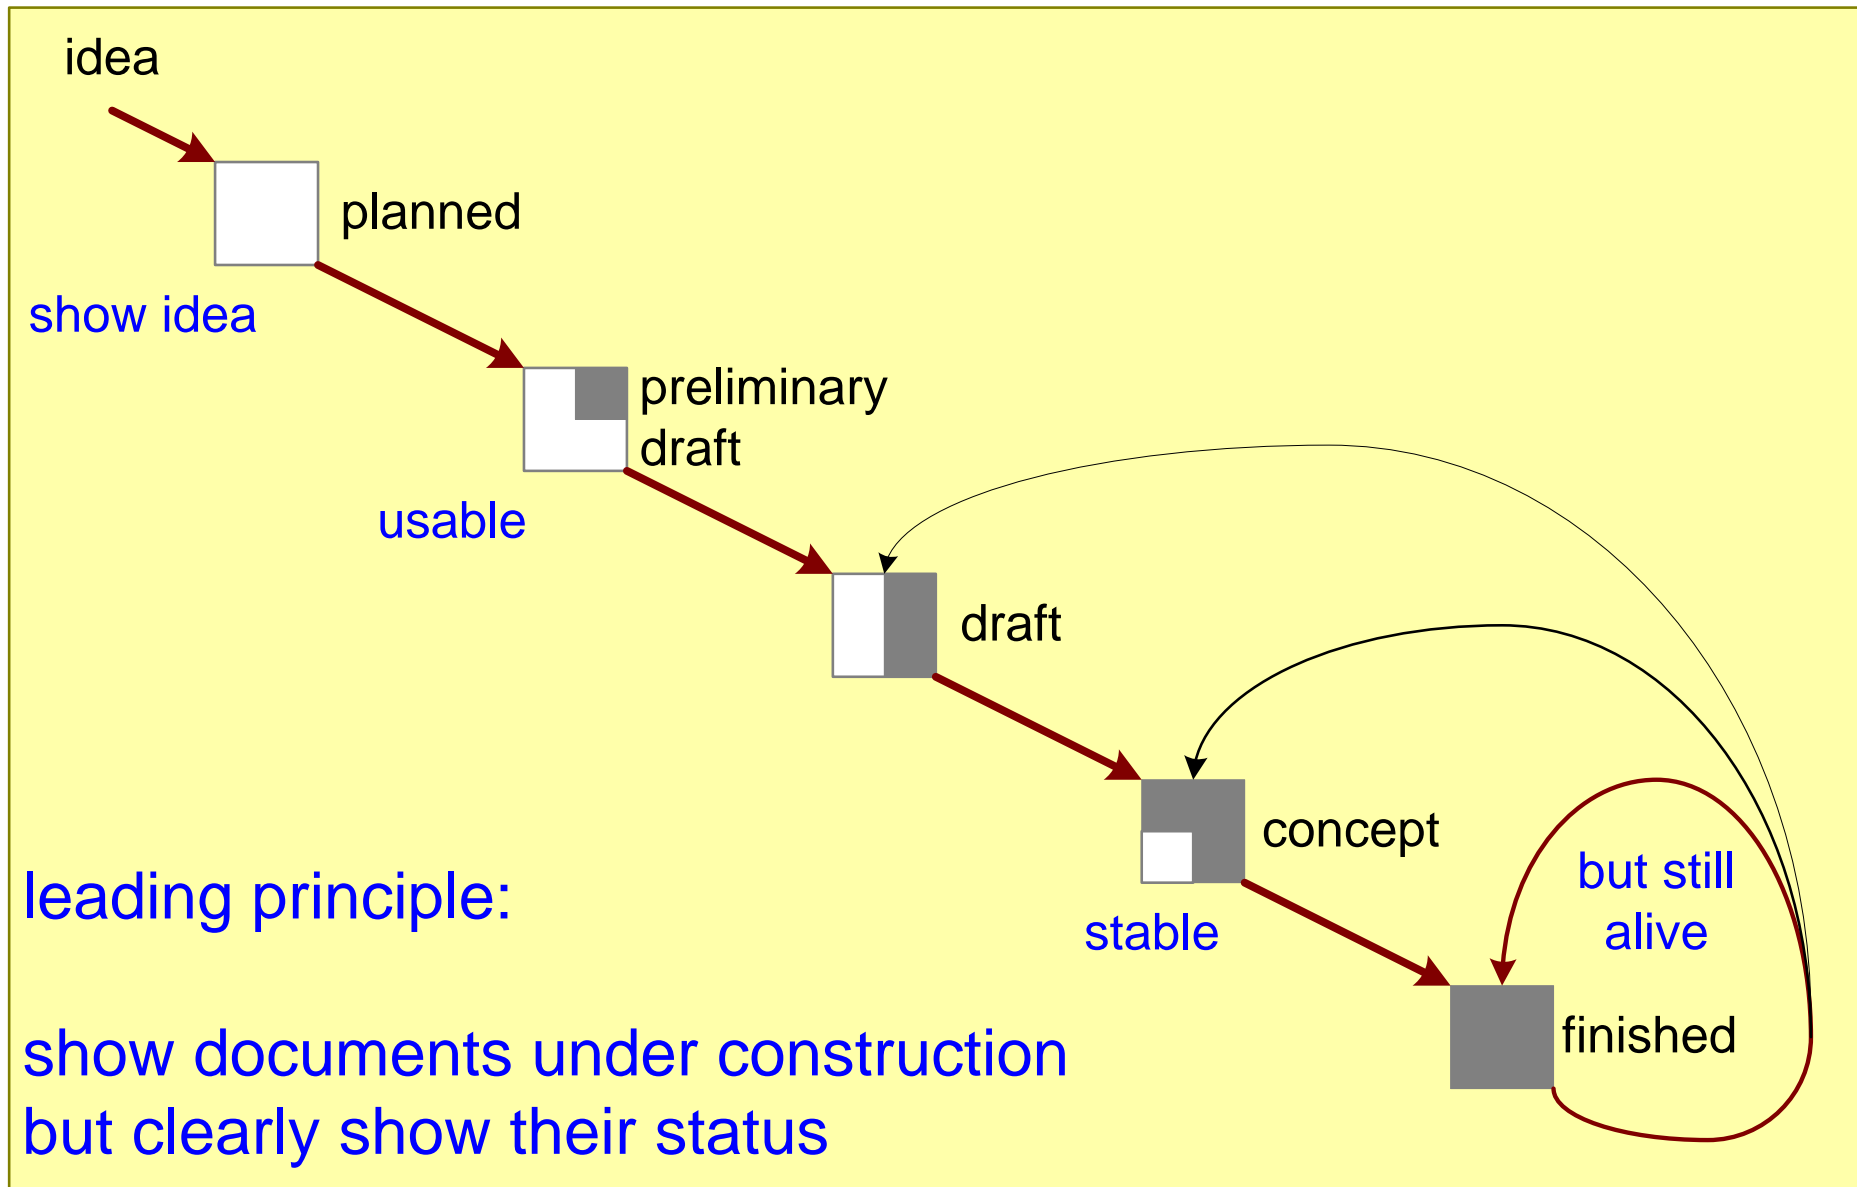 idea
planned
show idea
preliminary
draft
usable
draft
concept
stable
but still
alive
finished
leading principle:
show documents under construction
but clearly show their status